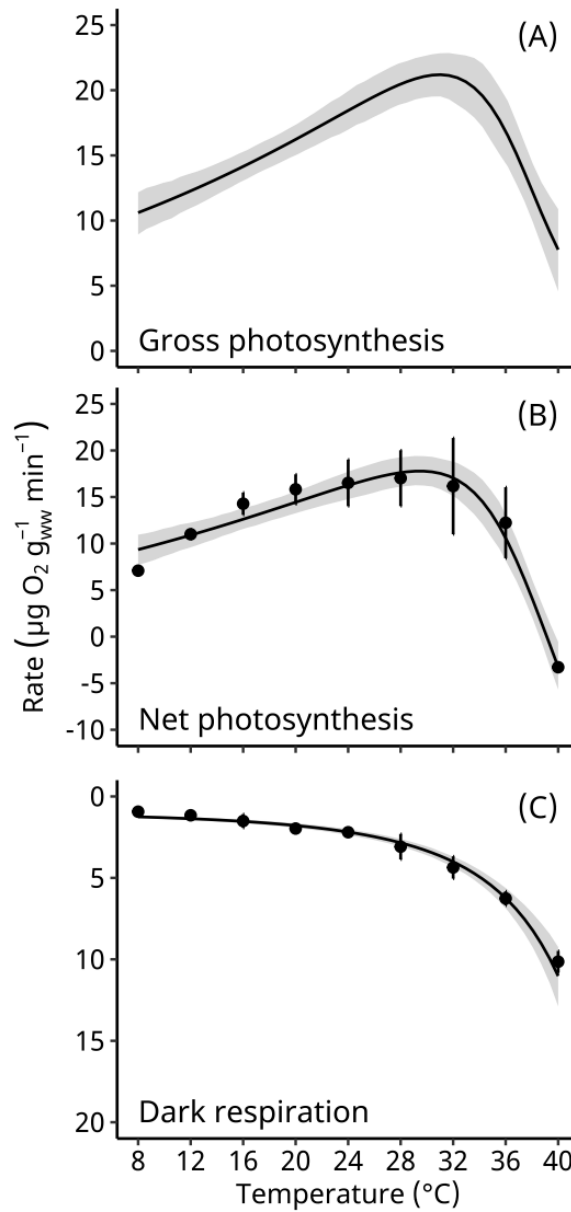 (A)
25
20
15
10
5
0
Gross photosynthesis
(B)
25
20
15
10
5
0
-5
-10
Net photosynthesis
Rate (µg O₂ g⁻¹ww min⁻¹)
(C)
0
5
10
15
20
Dark respiration
8 12 16 20 24 28 32 36 40
Temperature (°C)